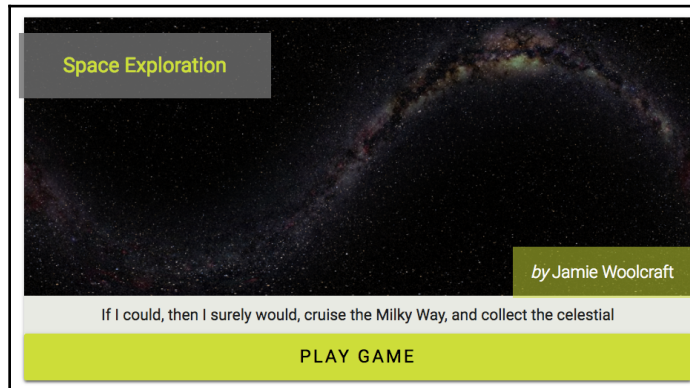 Space Exploration
by Jamie Woolcraft
If I could, then I surely would, cruise the Milky Way, and collect the celestial
PLAY GAME